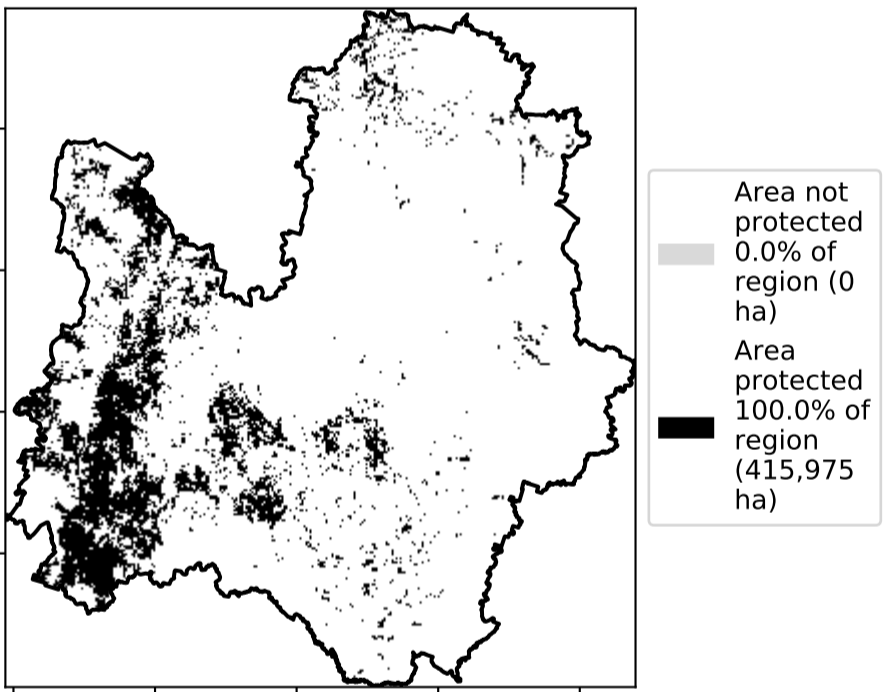 Area not
protected
0.0% of
region (0
ha)
Area
protected
100.0% of
region
(415,975
ha)